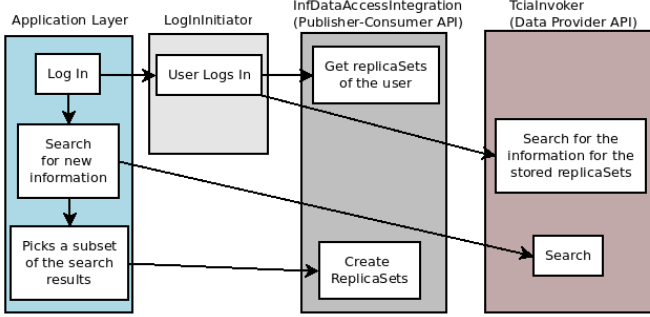 Application Layer
LogInInitiator
InfDataAccessIntegration
(Publisher-Consumer API)
TciaInvoker
(Data Provider API)
Log In
User Logs In
Get replicaSets
of the user
Search
for new
information
Search for the
information for the
stored replicaSets
Picks a subset
of the search
results
Create
ReplicaSets
Search